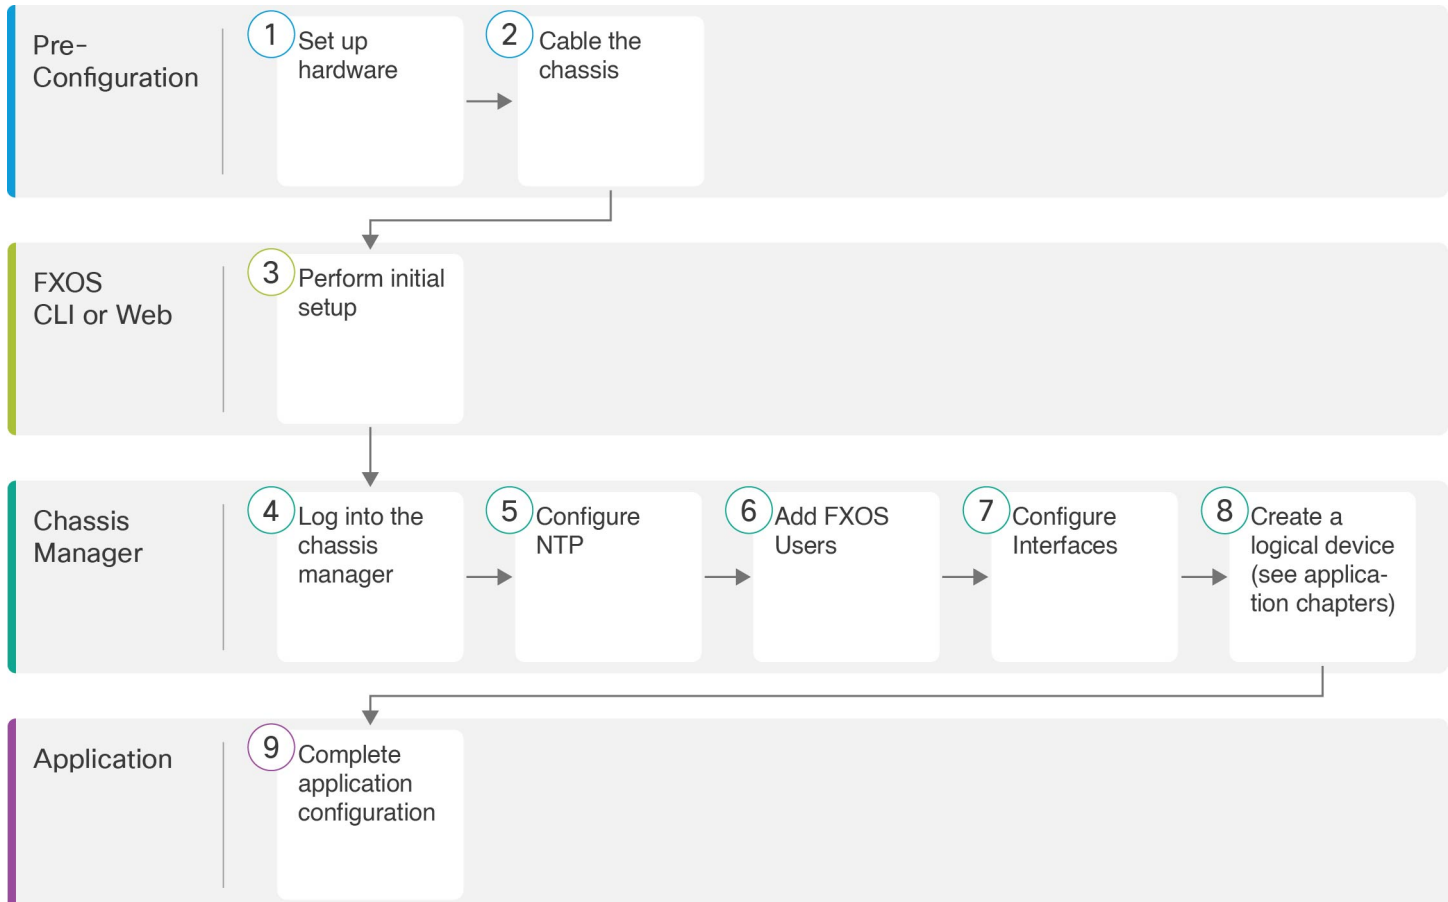 Pre-
Configuration
1
Set up
hardware
2
Cable the
chassis
FXOS
CLI or Web
3
Perform initial
setup
Chassis
Manager
4
Log into the
chassis
manager
5
Configure
NTP
6
Add FXOS
Users
7
Configure
Interfaces
8
Create a
logical device
(see applica-
tion chapters)
Application
9
Complete
application
configuration